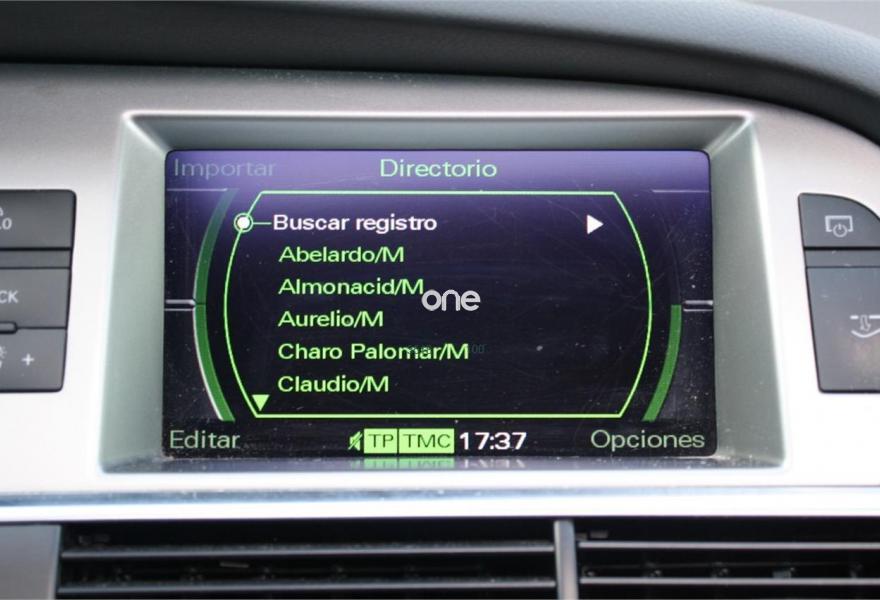 Importar Directorio
Buscar registro
Abelardo/M
Almonacid/M
one
Aurelio/M
Charo Palomar/M
Claudio/M
Editar TP TMC 17:37 Opciones